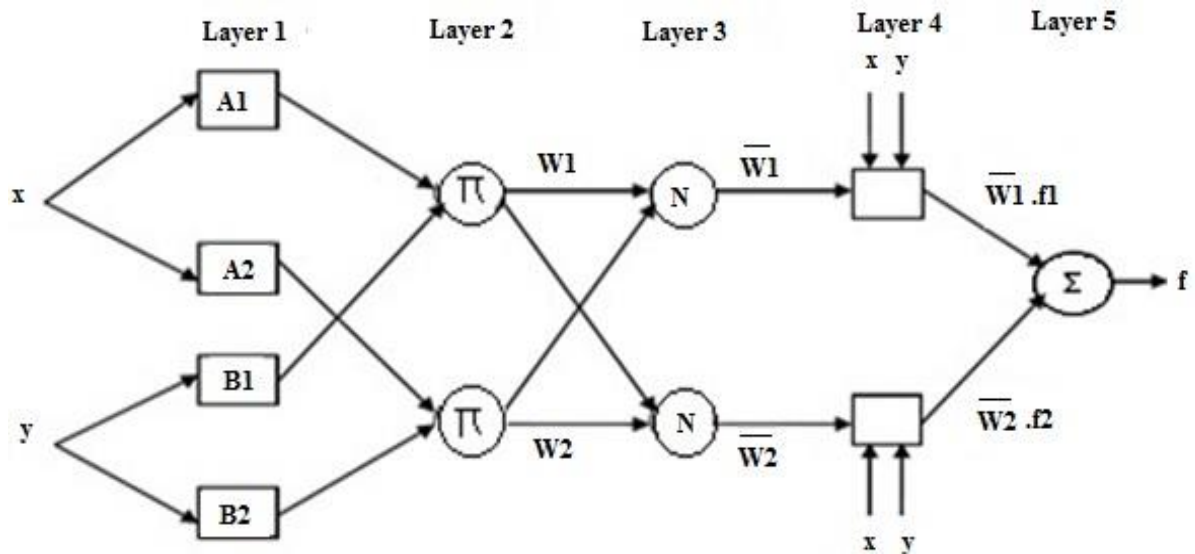 Layer 1
Layer 2
Layer 3
Layer 4
Layer 5
x y
A1
W1
W̅1̅
x
Π
N
W̅1̅ .f1
A2
Σ
f
B1
y
Π
N
W̅2̅ .f2
W2
W̅2̅
B2
x y